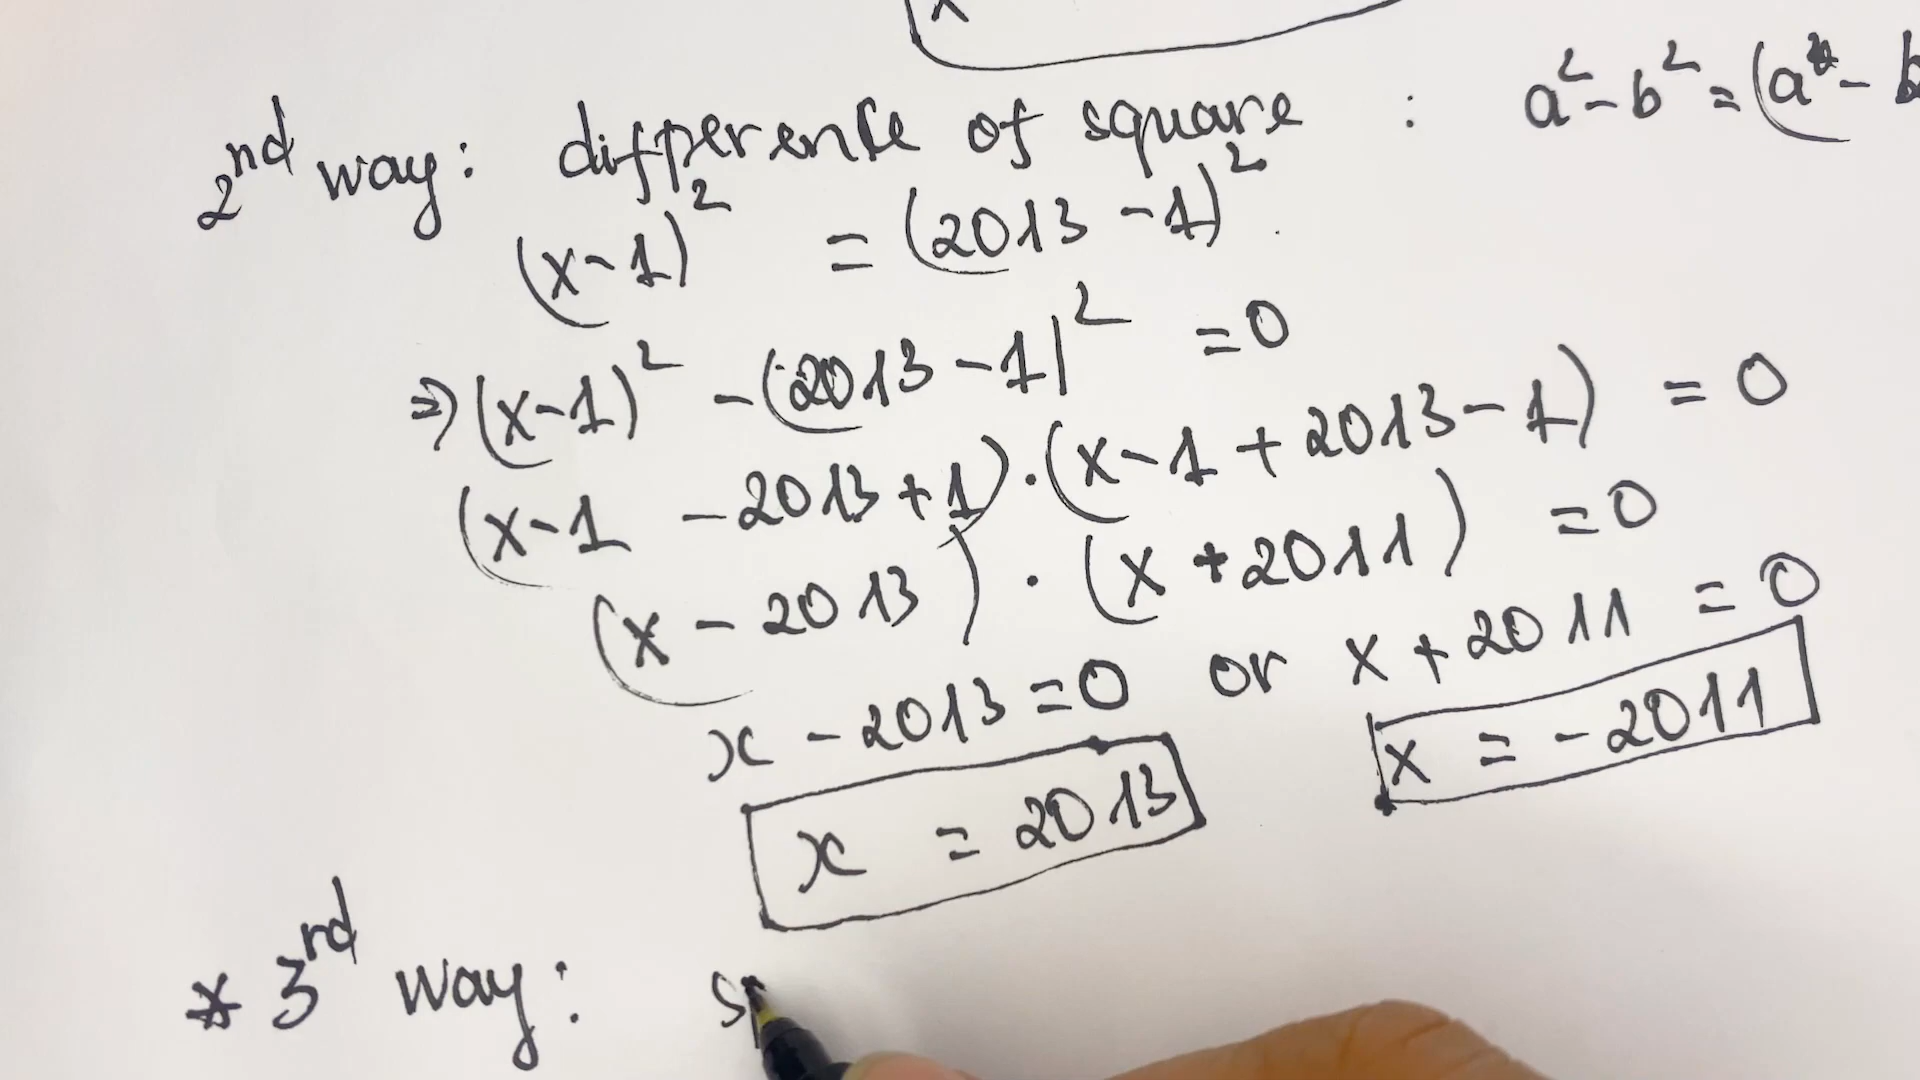 x
2nd way: difference of square : a² - b² = (a - b
(x-1)² = (2013 -1)²
⇒ (x-1)² - (2013 -1)² = 0
(x-1 - 2013 + 1) · (x-1 + 2013 - 1) = 0
(x - 2013) · (x + 2011) = 0
x - 2013 = 0 or x + 2011 = 0
x = 2013
x = - 2011
* 3rd way: s